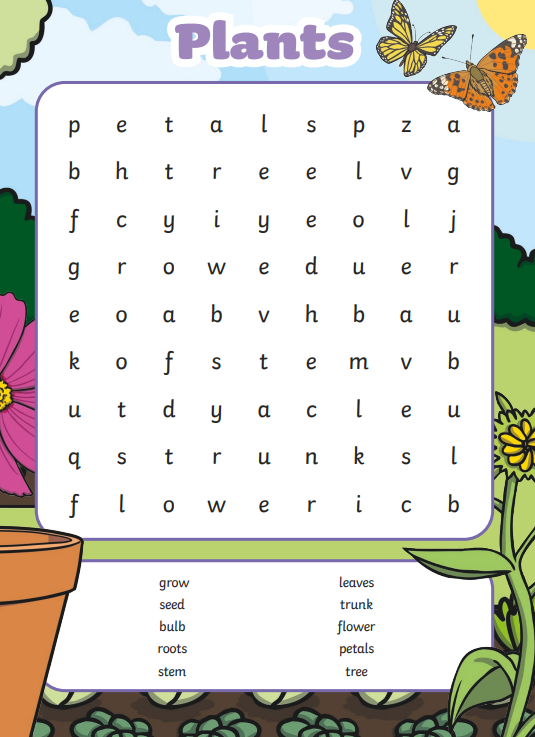 Plants
p e t a l s p z a
b h t r e e l v g
f c y i y e o l j
g r o w e d u e r
e o a b v h b a u
k o f s t e m v b
u t d y a c l e u
q s t r u n k s l
f l o w e r i c b
grow leaves
seed trunk
bulb flower
roots petals
stem tree